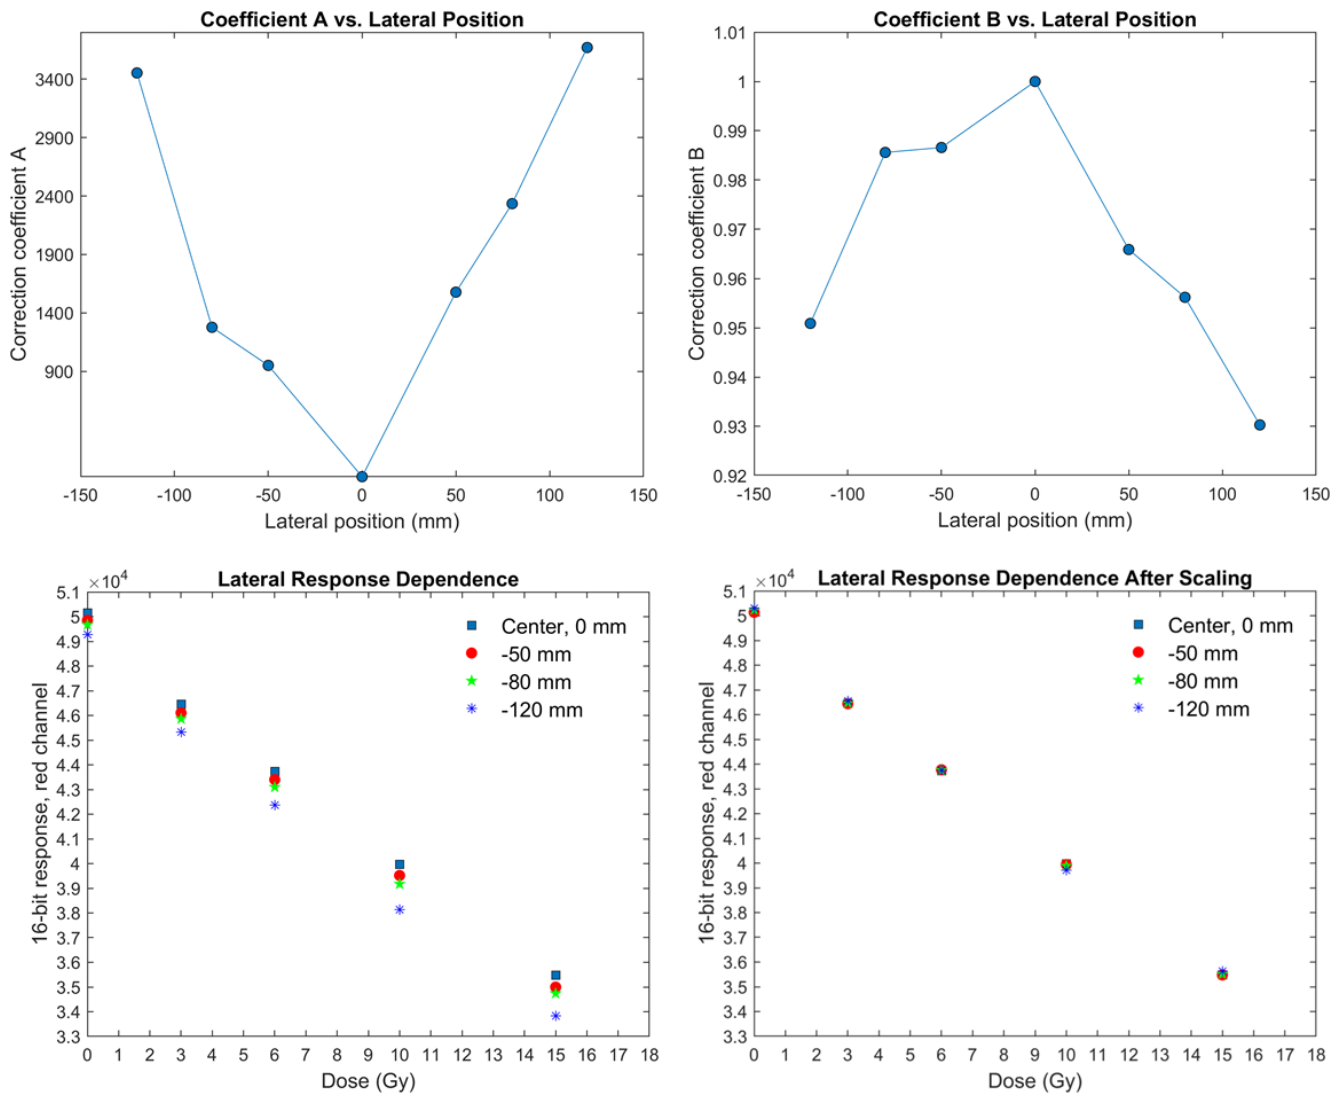 Coefficient A vs. Lateral Position
Correction coefficient A
3400
2900
2400
1900
1400
900
-150 -100 -50 0 50 100 150
Lateral position (mm)
Coefficient B vs. Lateral Position
Correction coefficient B
1.01
1
0.99
0.98
0.97
0.96
0.95
0.94
0.93
0.92
-150 -100 -50 0 50 100 150
Lateral position (mm)
Lateral Response Dependence
×10⁴
16-bit response, red channel
5.1
5
4.9
4.8
4.7
4.6
4.5
4.4
4.3
4.2
4.1
4
3.9
3.8
3.7
3.6
3.5
3.4
3.3
Center, 0 mm
-50 mm
-80 mm
-120 mm
0 1 2 3 4 5 6 7 8 9 10 11 12 13 14 15 16 17 18
Dose (Gy)
Lateral Response Dependence After Scaling
×10⁴
16-bit response, red channel
5.1
5
4.9
4.8
4.7
4.6
4.5
4.4
4.3
4.2
4.1
4
3.9
3.8
3.7
3.6
3.5
3.4
3.3
Center, 0 mm
-50 mm
-80 mm
-120 mm
0 1 2 3 4 5 6 7 8 9 10 11 12 13 14 15 16 17 18
Dose (Gy)